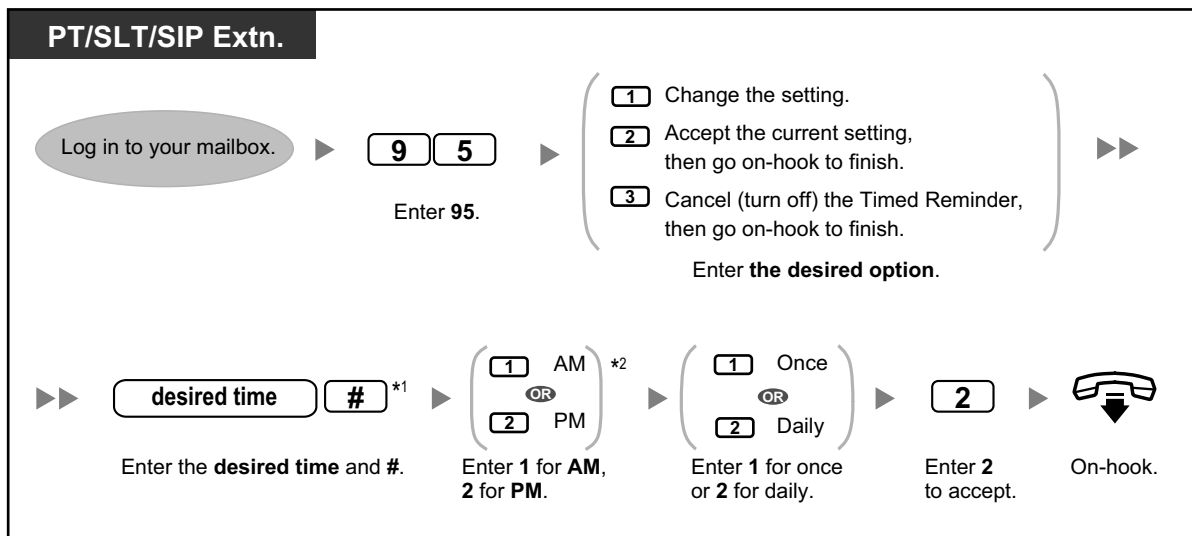 PT/SLT/SIP Extn.
Log in to your mailbox.
9 5
Enter 95.
1 Change the setting.
2 Accept the current setting,
then go on-hook to finish.
3 Cancel (turn off) the Timed Reminder,
then go on-hook to finish.
Enter the desired option.
desired time # *1
Enter the desired time and #.
1 AM *2
OR
2 PM
Enter 1 for AM,
2 for PM.
1 Once
OR
2 Daily
Enter 1 for once
or 2 for daily.
2
Enter 2
to accept.
On-hook.